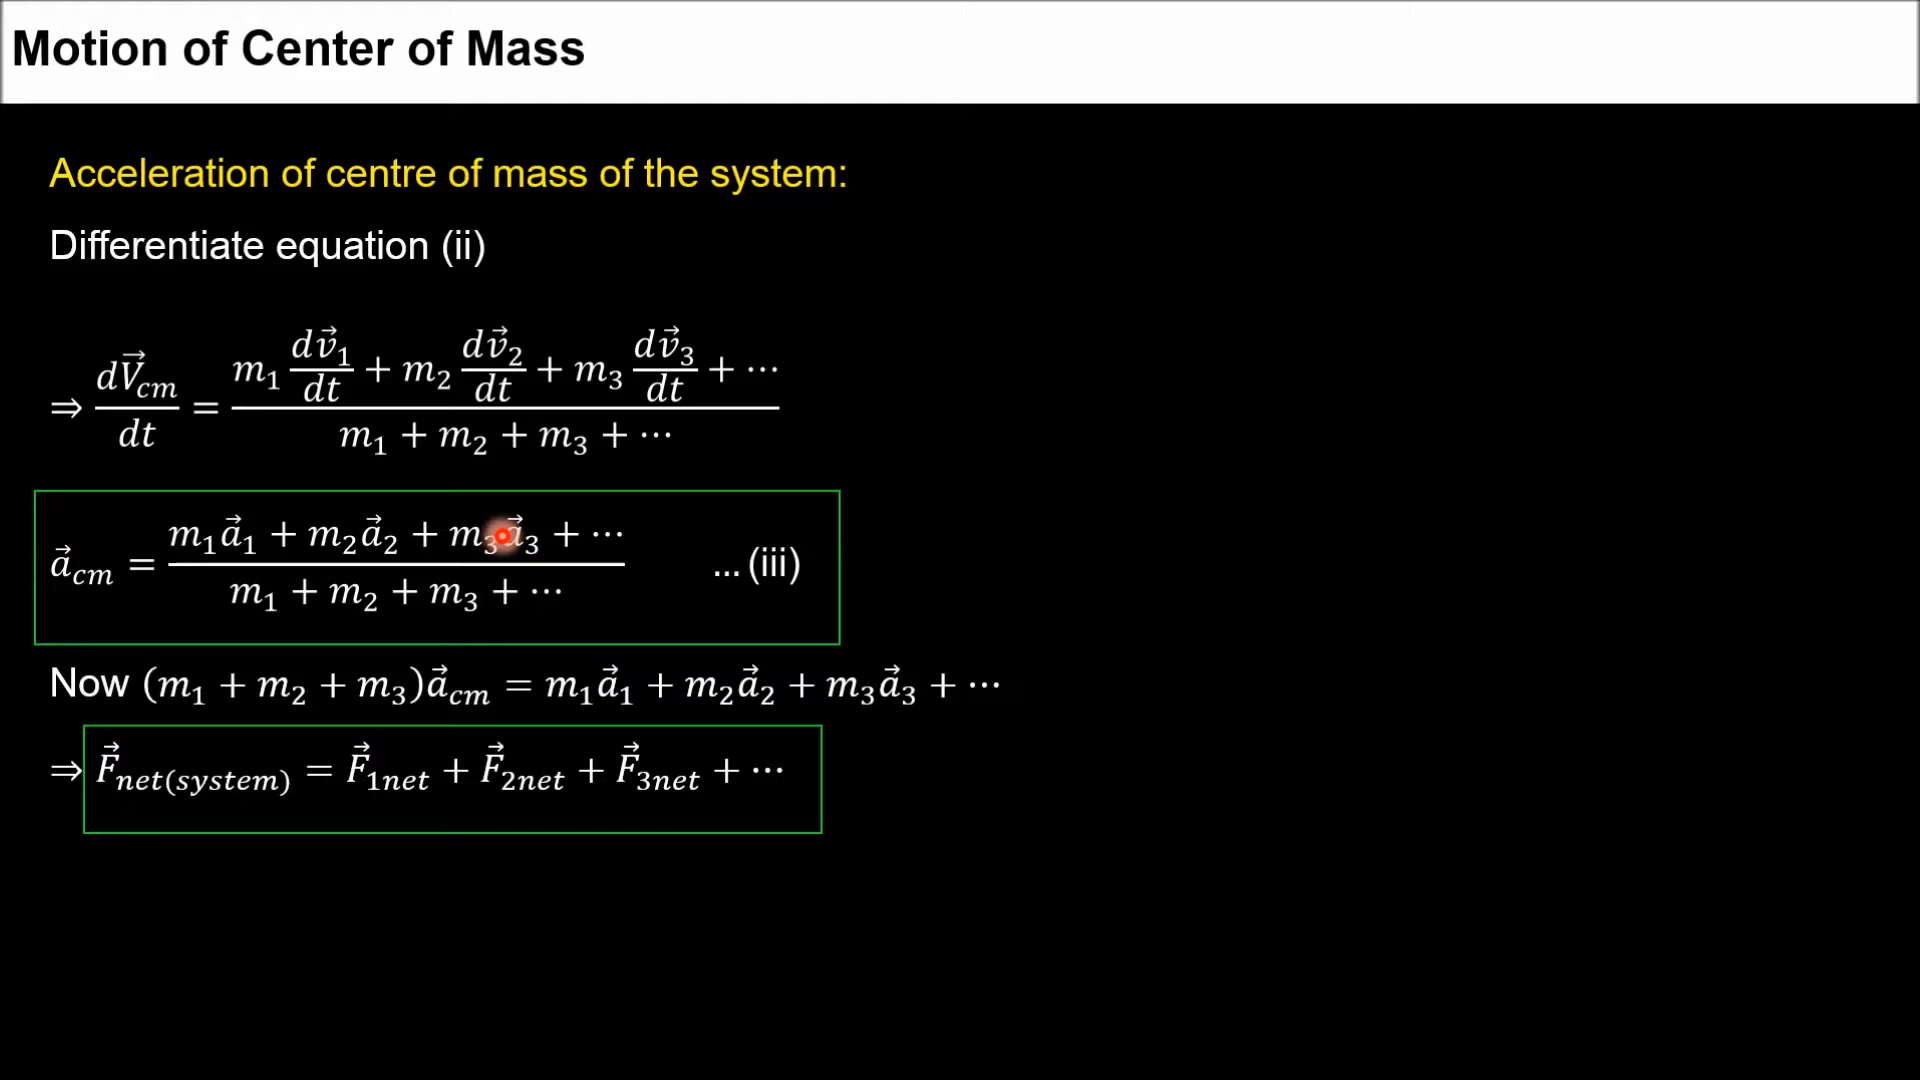 Motion of Center of Mass
Acceleration of centre of mass of the system:
Differentiate equation (ii)
⇒ dV⃗cm/dt = (m₁ dv⃗₁/dt + m₂ dv⃗₂/dt + m₃ dv⃗₃/dt + ⋯)/(m₁ + m₂ + m₃ + ⋯)
a⃗cm = (m₁a⃗₁ + m₂a⃗₂ + m₃a⃗₃ + ⋯)/(m₁ + m₂ + m₃ + ⋯) ... (iii)
Now (m₁ + m₂ + m₃)a⃗cm = m₁a⃗₁ + m₂a⃗₂ + m₃a⃗₃ + ⋯
⇒ F⃗net(system) = F⃗1net + F⃗2net + F⃗3net + ⋯